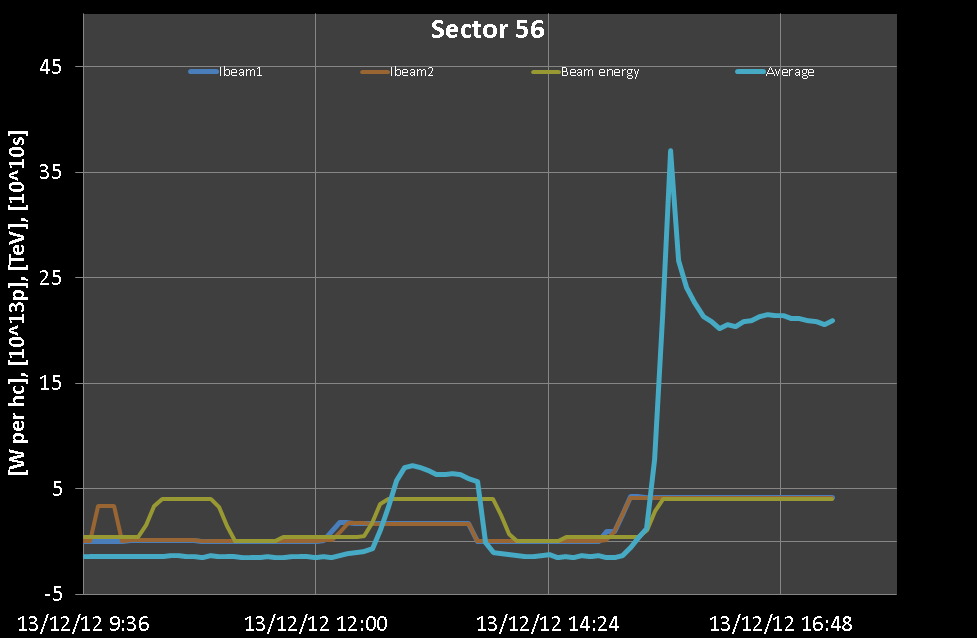 Sector 56
Ibeam1 Ibeam2 Beam energy Average
[W per hc], [10^13p], [TeV], [10^10s]
45
35
25
15
5
-5
13/12/12 9:36 13/12/12 12:00 13/12/12 14:24 13/12/12 16:48